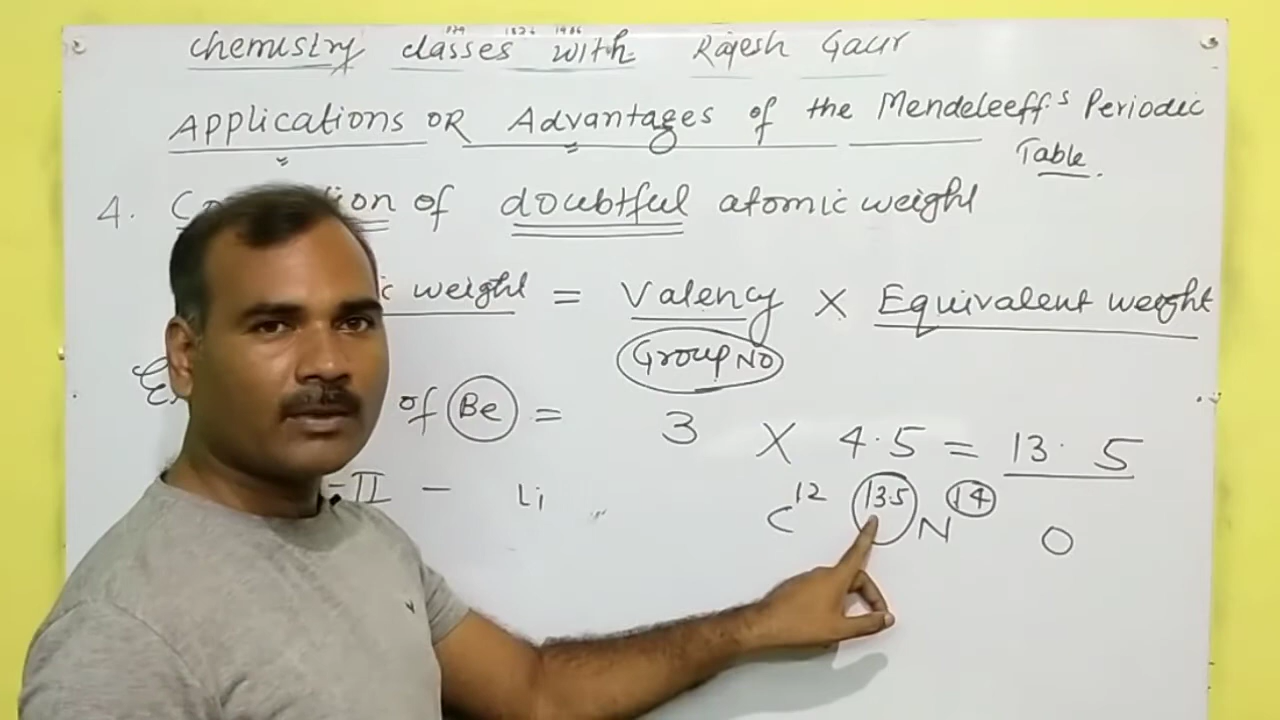 Chemistry classes with Rajesh Gaur
Applications OR Advantages of the Mendeleeff's Periodic
Table.
4. of doubtful atomic weight
weight = Valency X Equivalent weight
Group No
of Be = 3 X 4.5 = 13.5
-II - Li
C 12 13.5 N 14 O